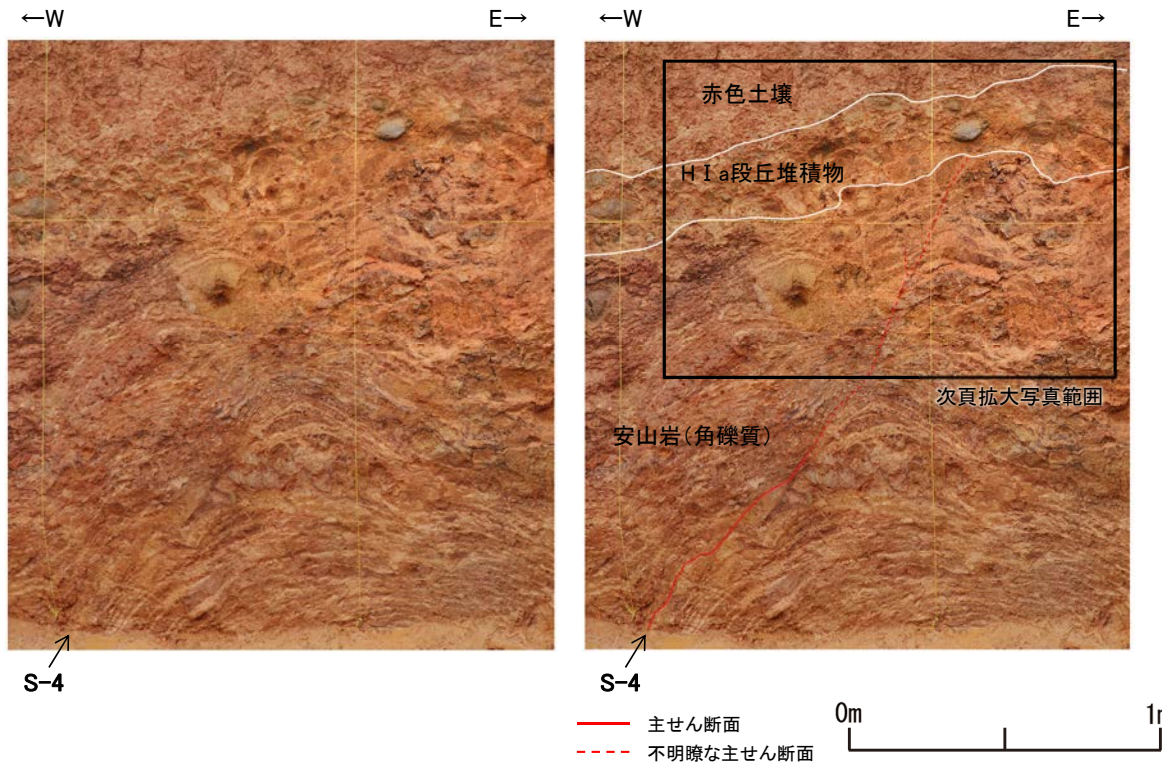 ←W
E→
←W
E→
赤色土壌
HⅠa段丘堆積物
次頁拡大写真範囲
安山岩(角礫質)
S-4
S-4
主せん断面
不明瞭な主せん断面
0m